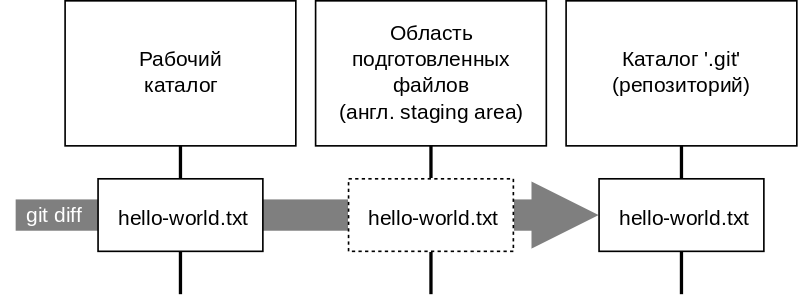 Рабочий
каталог
Область
подготовленных
файлов
(англ. staging area)
Каталог '.git'
(репозиторий)
git diff
hello-world.txt
hello-world.txt
hello-world.txt